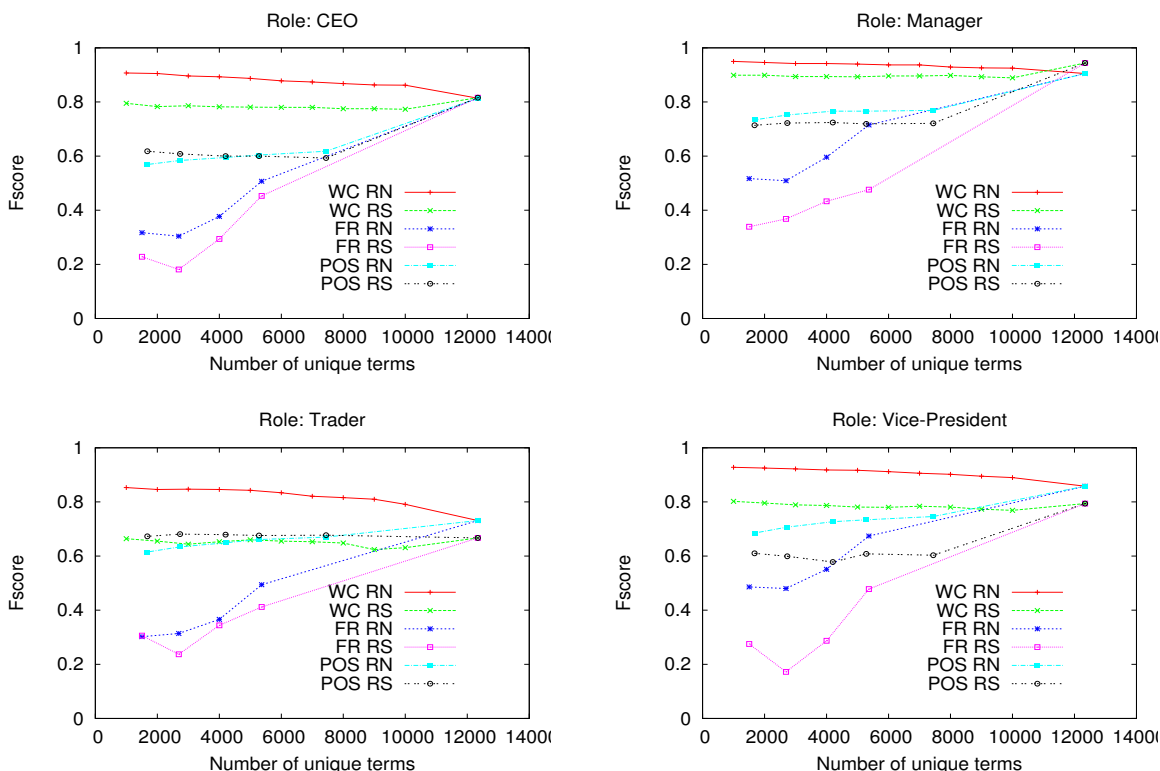 Role: CEO
1
0.8
0.6
0.4
0.2
0
Fscore
WC RN
WC RS
FR RN
FR RS
POS RN
POS RS
0 2000 4000 6000 8000 10000 12000 14000
Number of unique terms
Role: Manager
1
0.8
0.6
0.4
0.2
0
Fscore
WC RN
WC RS
FR RN
FR RS
POS RN
POS RS
0 2000 4000 6000 8000 10000 12000 1400
Number of unique terms
Role: Trader
1
0.8
0.6
0.4
0.2
0
Fscore
WC RN
WC RS
FR RN
FR RS
POS RN
POS RS
0 2000 4000 6000 8000 10000 12000 14000
Number of unique terms
Role: Vice-President
1
0.8
0.6
0.4
0.2
0
Fscore
WC RN
WC RS
FR RN
FR RS
POS RN
POS RS
0 2000 4000 6000 8000 10000 12000 1400
Number of unique terms